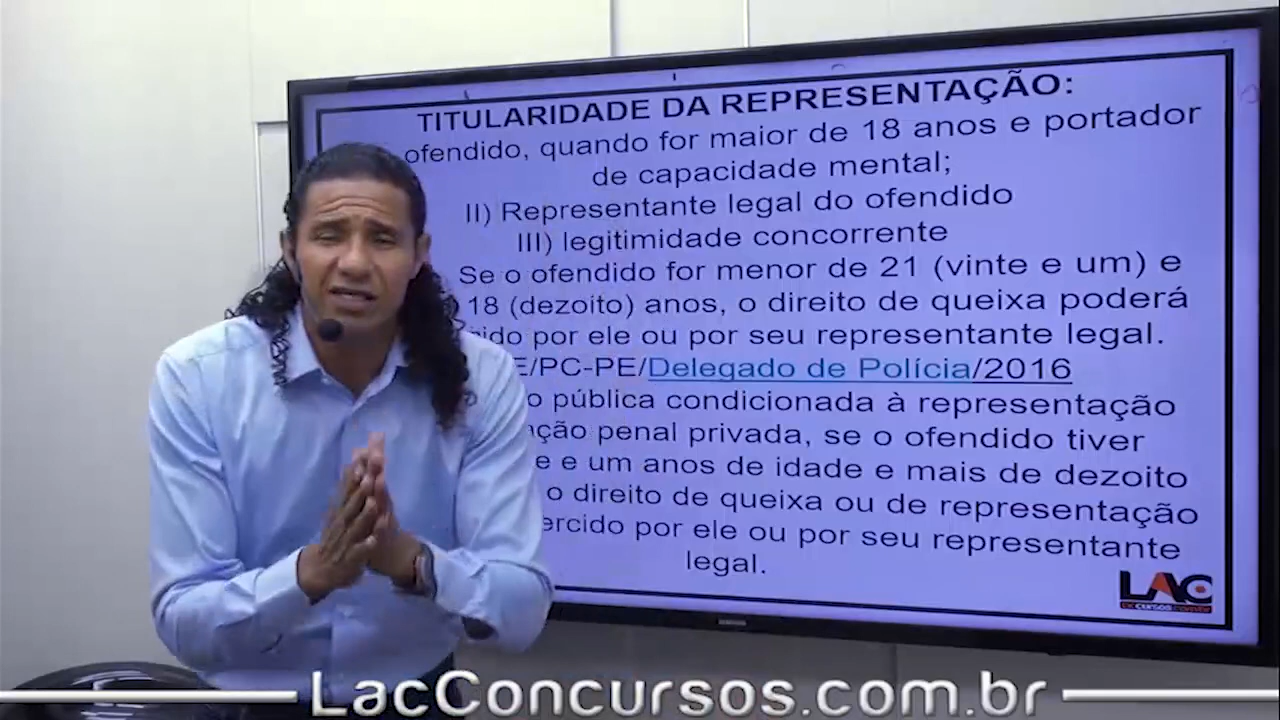 TITULARIDADE DA REPRESENTAÇÃO:
ofendido, quando for maior de 18 anos e portador
de capacidade mental;
II) Representante legal do ofendido
III) legitimidade concorrente
Se o ofendido for menor de 21 (vinte e um) e
18 (dezoito) anos, o direito de queixa poderá
por ele ou por seu representante legal.
E/PC-PE/Delegado de Polícia/2016
o pública condicionada à representação
penal privada, se o ofendido tiver
e e um anos de idade e mais de dezoito
o direito de queixa ou de representação
ercido por ele ou por seu representante
legal.
LAC
cursos.com.br
LacConcursos.com.br